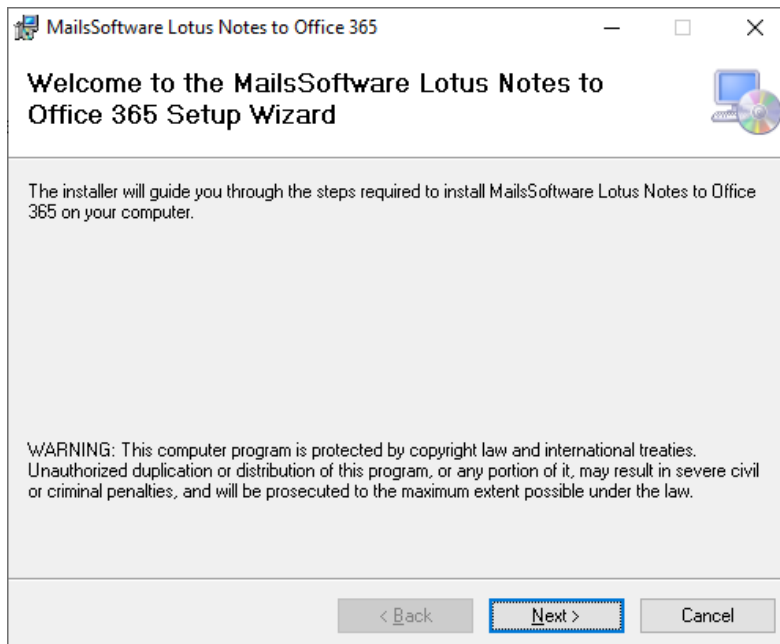 MailsSoftware Lotus Notes to Office 365
Welcome to the MailsSoftware Lotus Notes to
Office 365 Setup Wizard
The installer will guide you through the steps required to install MailsSoftware Lotus Notes to Office
365 on your computer.
WARNING: This computer program is protected by copyright law and international treaties.
Unauthorized duplication or distribution of this program, or any portion of it, may result in severe civil
or criminal penalties, and will be prosecuted to the maximum extent possible under the law.
< Back
Next >
Cancel